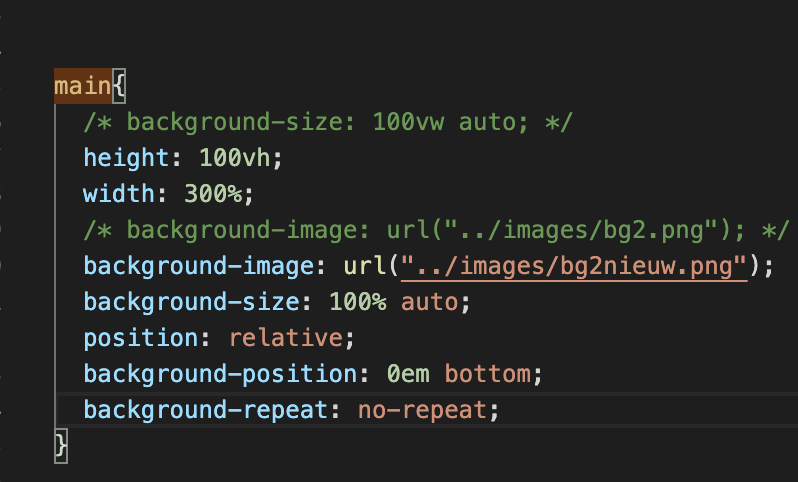 main{
/* background-size: 100vw auto; */
height: 100vh;
width: 300%;
/* background-image: url("../images/bg2.png"); */
background-image: url("../images/bg2nieuw.png");
background-size: 100% auto;
position: relative;
background-position: 0em bottom;
background-repeat: no-repeat;
}